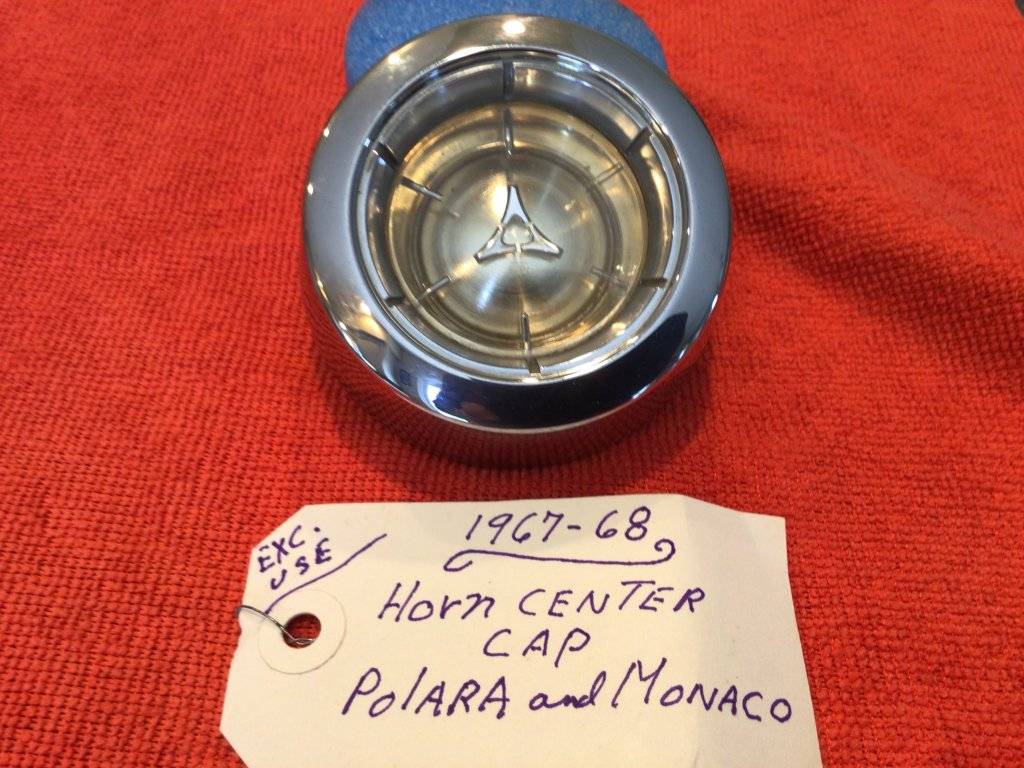 EXC.
USE
1967-68
Horn CENTER
CAP
PolARA and MONACO